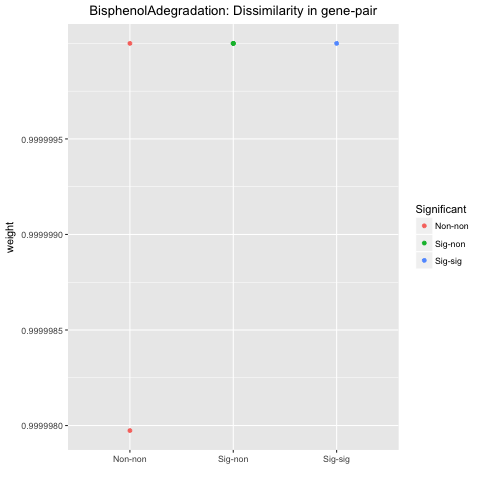 BisphenolAdegradation: Dissimilarity in gene-pair
weight
0.9999995
0.9999990
0.9999985
0.9999980
Non-non
Sig-non
Sig-sig
Significant
Non-non
Sig-non
Sig-sig